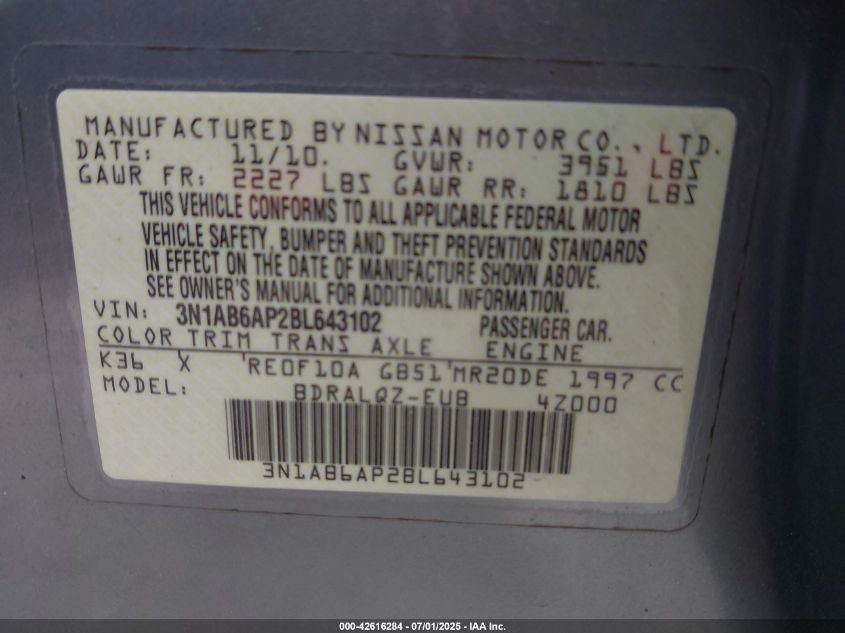 MANUFACTURED BY NISSAN MOTOR CO., LTD.
DATE: 11/10. GVWR: 3951 LBS
GAWR FR: 2227 LBS GAWR RR: 1810 LBS
THIS VEHICLE CONFORMS TO ALL APPLICABLE FEDERAL MOTOR
VEHICLE SAFETY, BUMPER AND THEFT PREVENTION STANDARDS
IN EFFECT ON THE DATE OF MANUFACTURE SHOWN ABOVE.
SEE OWNER'S MANUAL FOR ADDITIONAL INFORMATION.
VIN: 3N1AB6AP2BL643102 PASSENGER CAR.
COLOR TRIM TRANS AXLE ENGINE
K36 X 'RE0F10A GB51'MR20DE 1997 CC
MODEL: BDRALQZ-EUB 4Z000
3N1AB6AP2BL643102
000-42616284 - 07/01/2025 - IAA Inc.